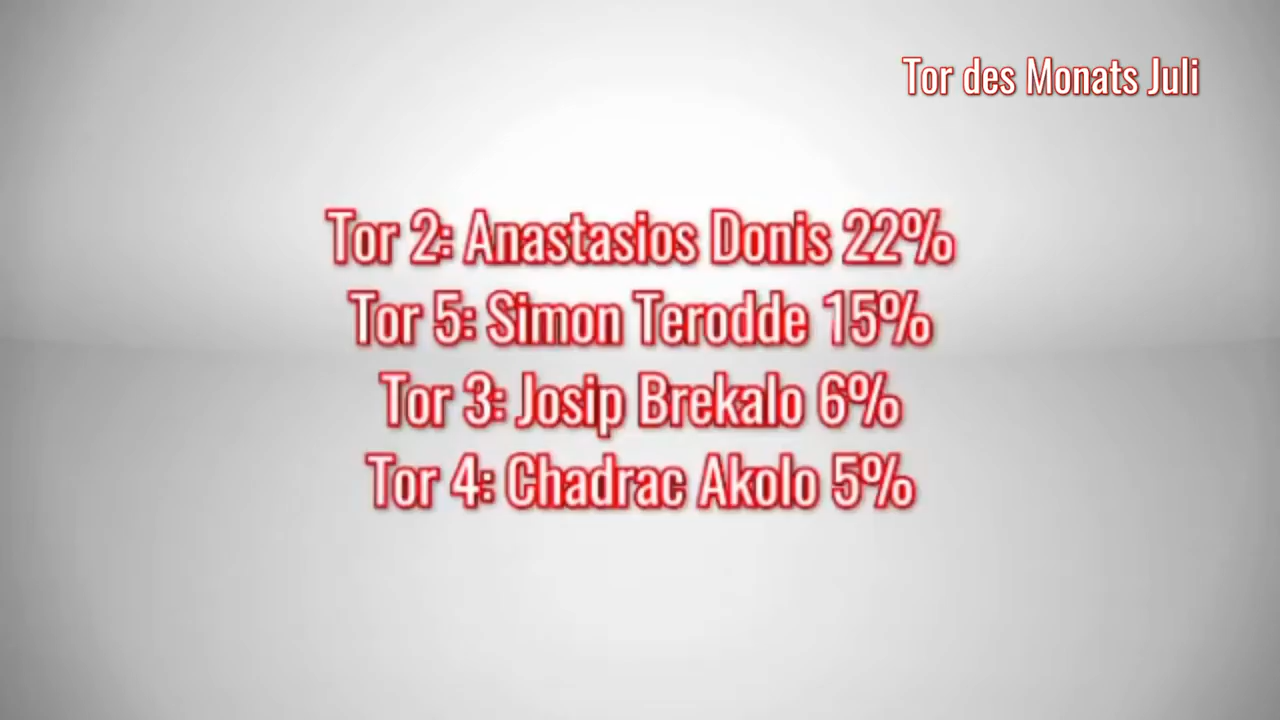 Tor des Monats Juli
Tor 2: Anastasios Donis 22%
Tor 5: Simon Terodde 15%
Tor 3: Josip Brekalo 6%
Tor 4: Chadrac Akolo 5%